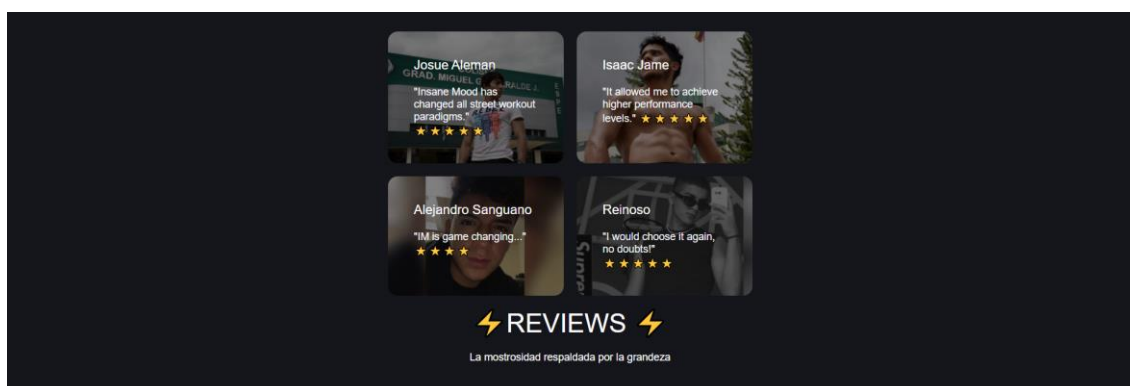 Josue Aleman
GRAD. MIGUEL
"Insane Mood has
changed all street workout
paradigms."
★ ★ ★ ★ ★
Isaac Jame
"It allowed me to achieve
higher performance
levels." ★ ★ ★ ★ ★
Alejandro Sanguano
"IM is game changing..."
★ ★ ★ ★
Reinoso
"I would choose it again,
no doubts!"
★ ★ ★ ★ ★
⚡REVIEWS ⚡
La mostrosidad respaldada por la grandeza